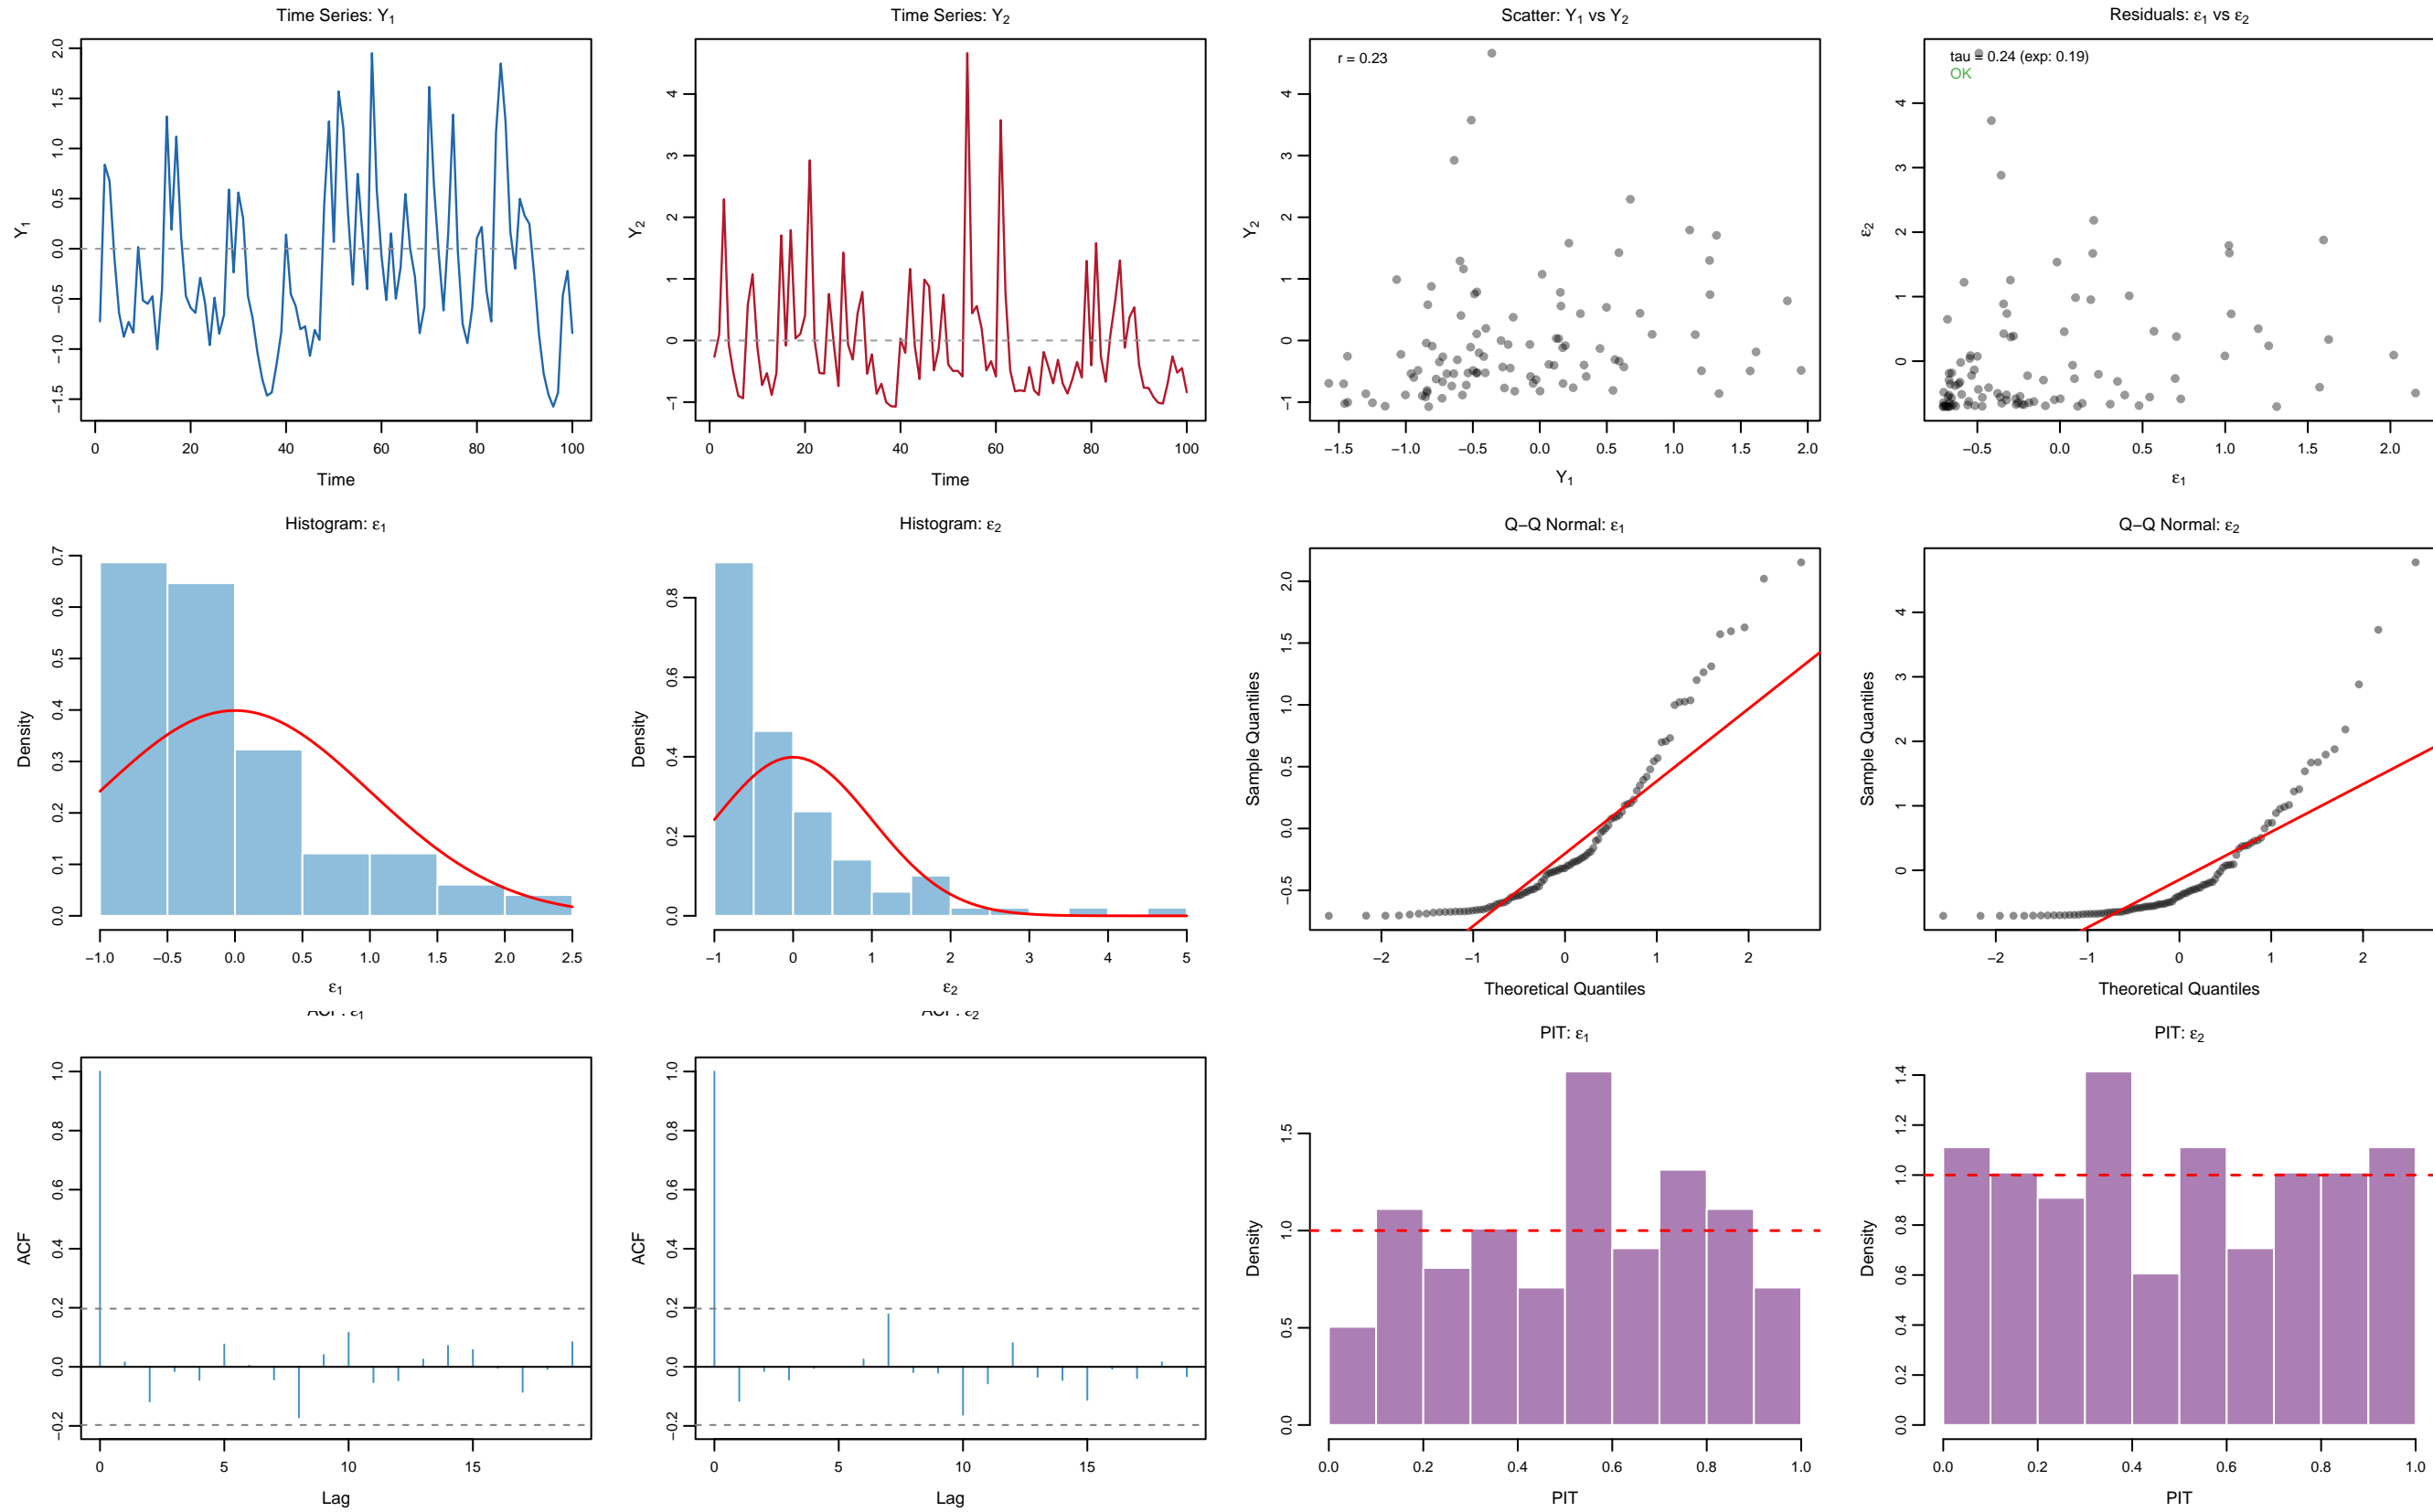 Time Series: Y1
Y1
−1.5 −1.0 −0.5 0.0 0.5 1.0 1.5 2.0
0 20 40 60 80 100
Time
Time Series: Y2
Y2
−1 0 1 2 3 4
0 20 40 60 80 100
Time
Scatter: Y1 vs Y2
r = 0.23
Y2
−1 0 1 2 3 4
−1.5 −1.0 −0.5 0.0 0.5 1.0 1.5 2.0
Y1
Residuals: ε1 vs ε2
tau = 0.24 (exp: 0.19)
OK
ε2
0 1 2 3 4
−0.5 0.0 0.5 1.0 1.5 2.0
ε1
Histogram: ε1
Density
0.0 0.1 0.2 0.3 0.4 0.5 0.6 0.7
−1.0 −0.5 0.0 0.5 1.0 1.5 2.0 2.5
ε1
Histogram: ε2
Density
0.0 0.2 0.4 0.6 0.8
−1 0 1 2 3 4 5
ε2
Q−Q Normal: ε1
Sample Quantiles
−0.5 0.0 0.5 1.0 1.5 2.0
−2 −1 0 1 2
Theoretical Quantiles
Q−Q Normal: ε2
Sample Quantiles
0 1 2 3 4
−2 −1 0 1 2
Theoretical Quantiles
ACF: ε1
ACF
−0.2 0.0 0.2 0.4 0.6 0.8 1.0
0 5 10 15
Lag
ACF: ε2
ACF
−0.2 0.0 0.2 0.4 0.6 0.8 1.0
0 5 10 15
Lag
PIT: ε1
Density
0.0 0.5 1.0 1.5
0.0 0.2 0.4 0.6 0.8 1.0
PIT
PIT: ε2
Density
0.0 0.2 0.4 0.6 0.8 1.0 1.2 1.4
0.0 0.2 0.4 0.6 0.8 1.0
PIT